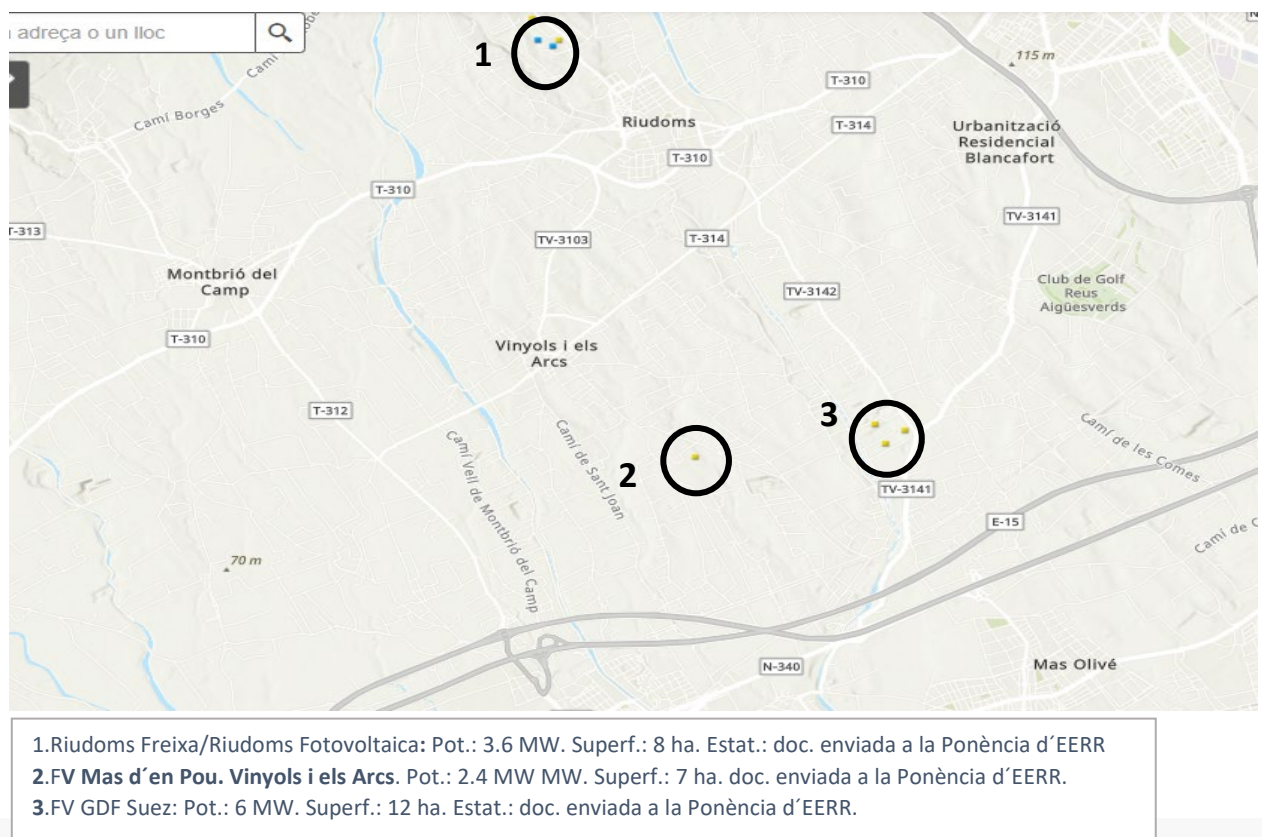 adreça o un lloc
1
115 m
T-310
Camí
Camí Borges
Riudoms
T-314
Urbanització
Residencial
Blancafort
T-310
T-310
T-313
TV-3103
T-314
TV-3141
Montbrió del
Camp
TV-3142
Club de Golf
Reus
Aigüesverds
T-310
Vinyols i els
Arcs
T-312
3
Camí Vell de Montbrió del Camp
Camí de Sant Joan
2
Camí de les Comes
TV-3141
E-15
Camí de C
70 m
N-340
Mas Olivé
1.Riudoms Freixa/Riudoms Fotovoltaica: Pot.: 3.6 MW. Superf.: 8 ha. Estat.: doc. enviada a la Ponència d´EERR
2.FV Mas d´en Pou. Vinyols i els Arcs. Pot.: 2.4 MW MW. Superf.: 7 ha. doc. enviada a la Ponència d´EERR.
3.FV GDF Suez: Pot.: 6 MW. Superf.: 12 ha. Estat.: doc. enviada a la Ponència d´EERR.